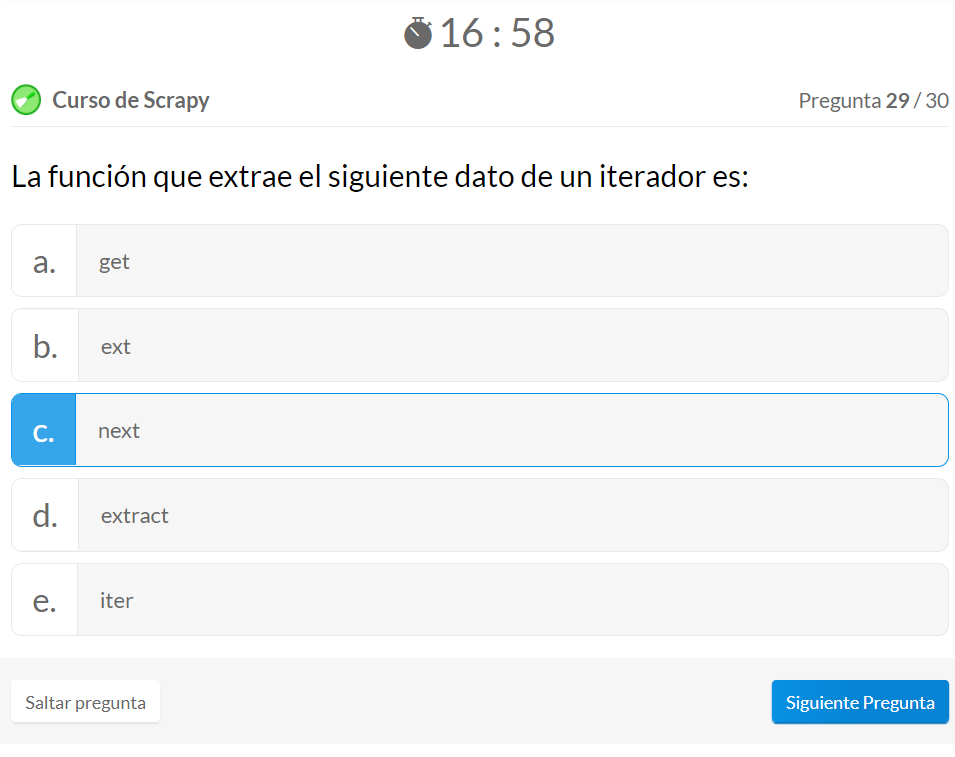 16 : 58
Curso de Scrapy
Pregunta 29 / 30
La función que extrae el siguiente dato de un iterador es:
a. get
b. ext
c. next
d. extract
e. iter
Saltar pregunta
Siguiente Pregunta